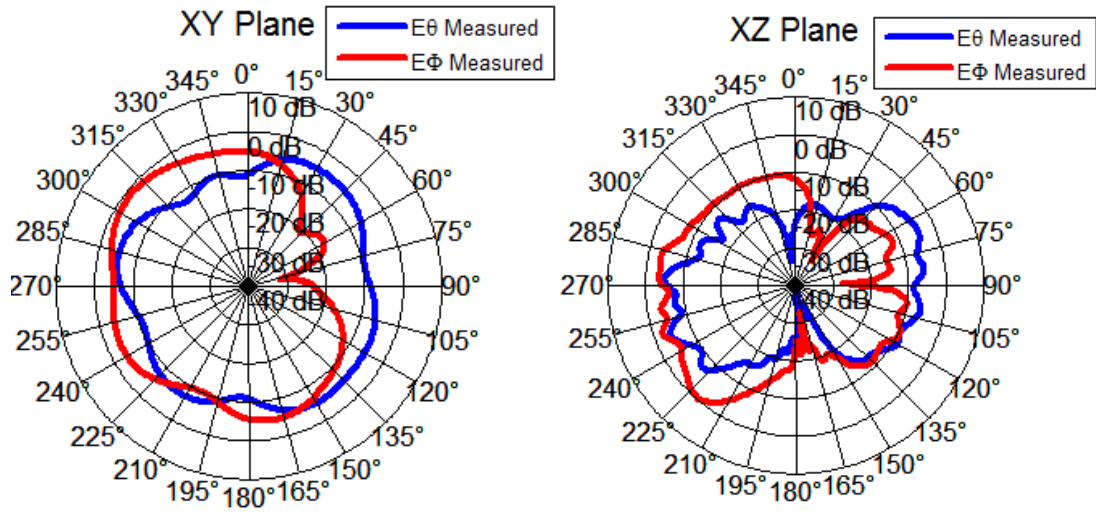 XY Plane
Eθ Measured
EΦ Measured
0°
15°
30°
45°
60°
75°
90°
105°
120°
135°
150°
165°
180°
195°
210°
225°
240°
255°
270°
285°
300°
315°
330°
345°
10 dB
0 dB
10 dB
20 dB
30 dB
40 dB
XZ Plane
Eθ Measured
EΦ Measured
0°
15°
30°
45°
60°
75°
90°
105°
120°
135°
150°
165°
180°
195°
210°
225°
240°
255°
270°
285°
300°
315°
330°
345°
10 dB
0 dB
10 dB
20 dB
30 dB
40 dB